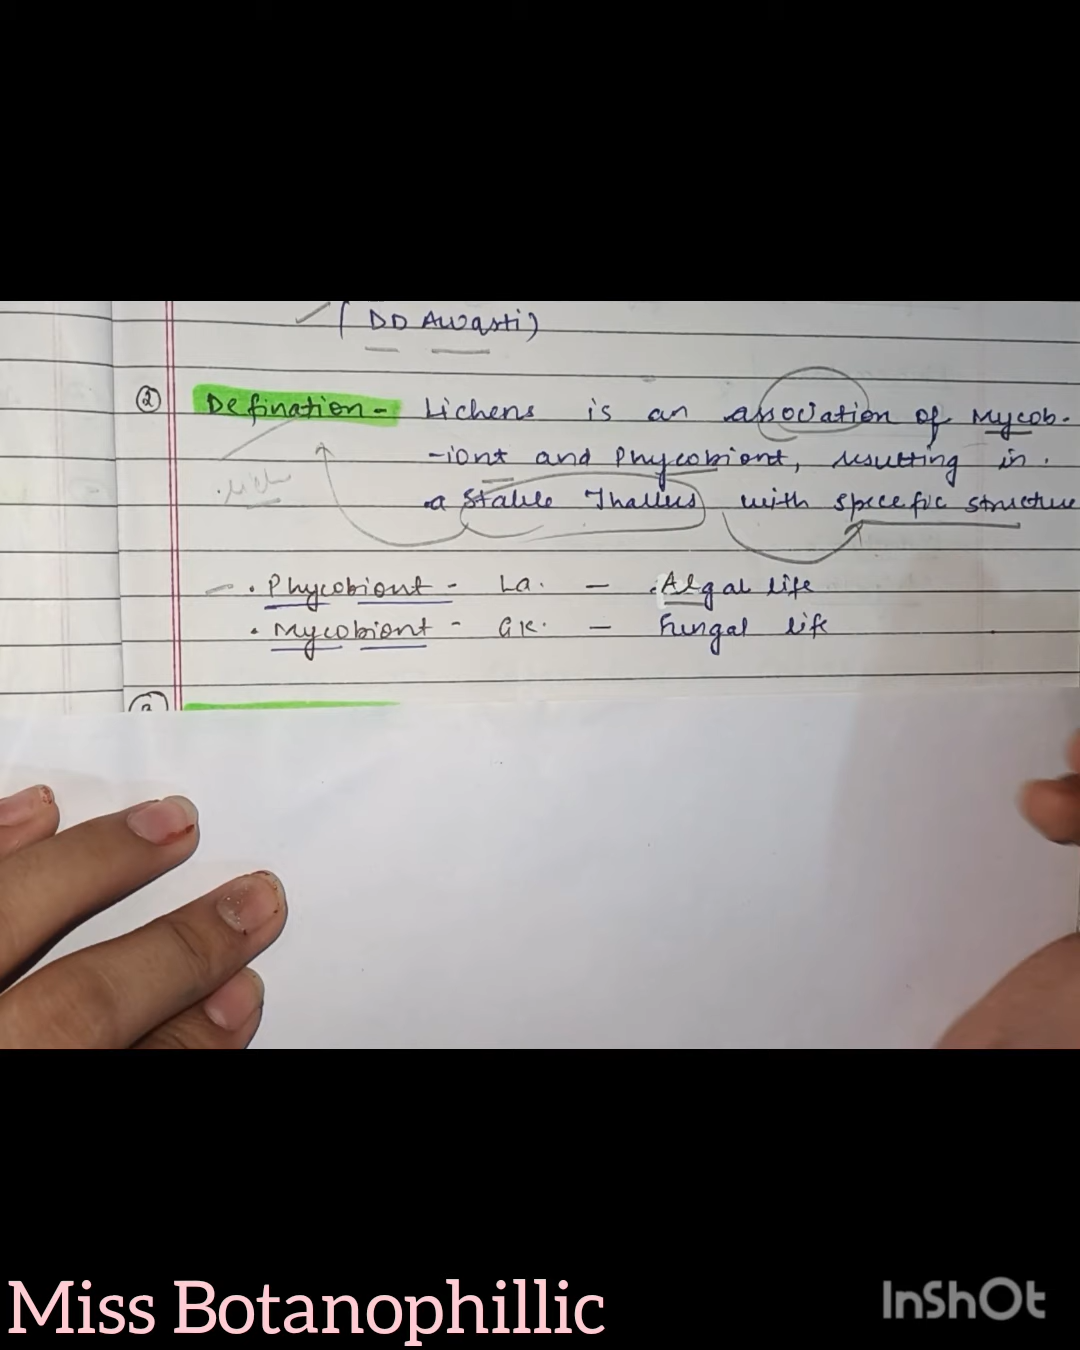 ( DD Awasti)
② Defination - Lichens is an association of Mycob-
-iont and Phycobiont, resulting in.
a Stable Thallus with specefic structure
. Phycobiont - La. - . Algal life
. Mycobiont - GK. - Fungal life
Miss Botanophillic
InShOt